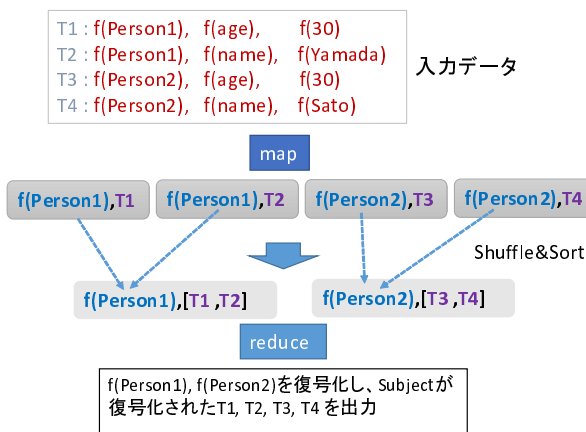 T1 : f(Person1), f(age), f(30)
T2 : f(Person1), f(name), f(Yamada)
T3 : f(Person2), f(age), f(30)
T4 : f(Person2), f(name), f(Sato)
入力データ
map
f(Person1),T1
f(Person1),T2
f(Person2),T3
f(Person2),T4
Shuffle&Sort
f(Person1),[T1 ,T2]
f(Person2),[T3 ,T4]
reduce
f(Person1), f(Person2)を復号化し、Subjectが
復号化されたT1, T2, T3, T4 を出力